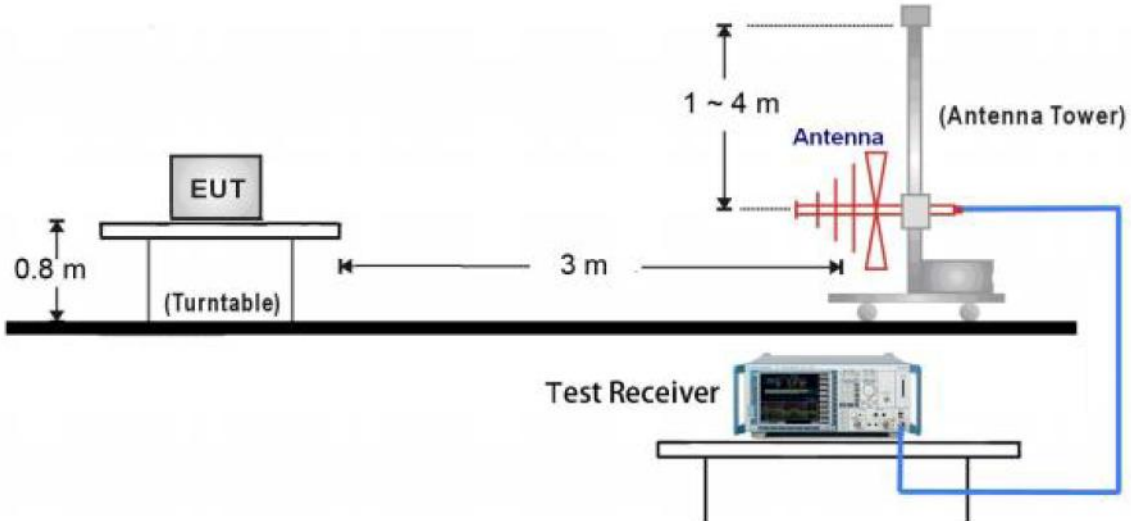 1 ~ 4 m
(Antenna Tower)
Antenna
EUT
0.8 m
3 m
(Turntable)
Test Receiver